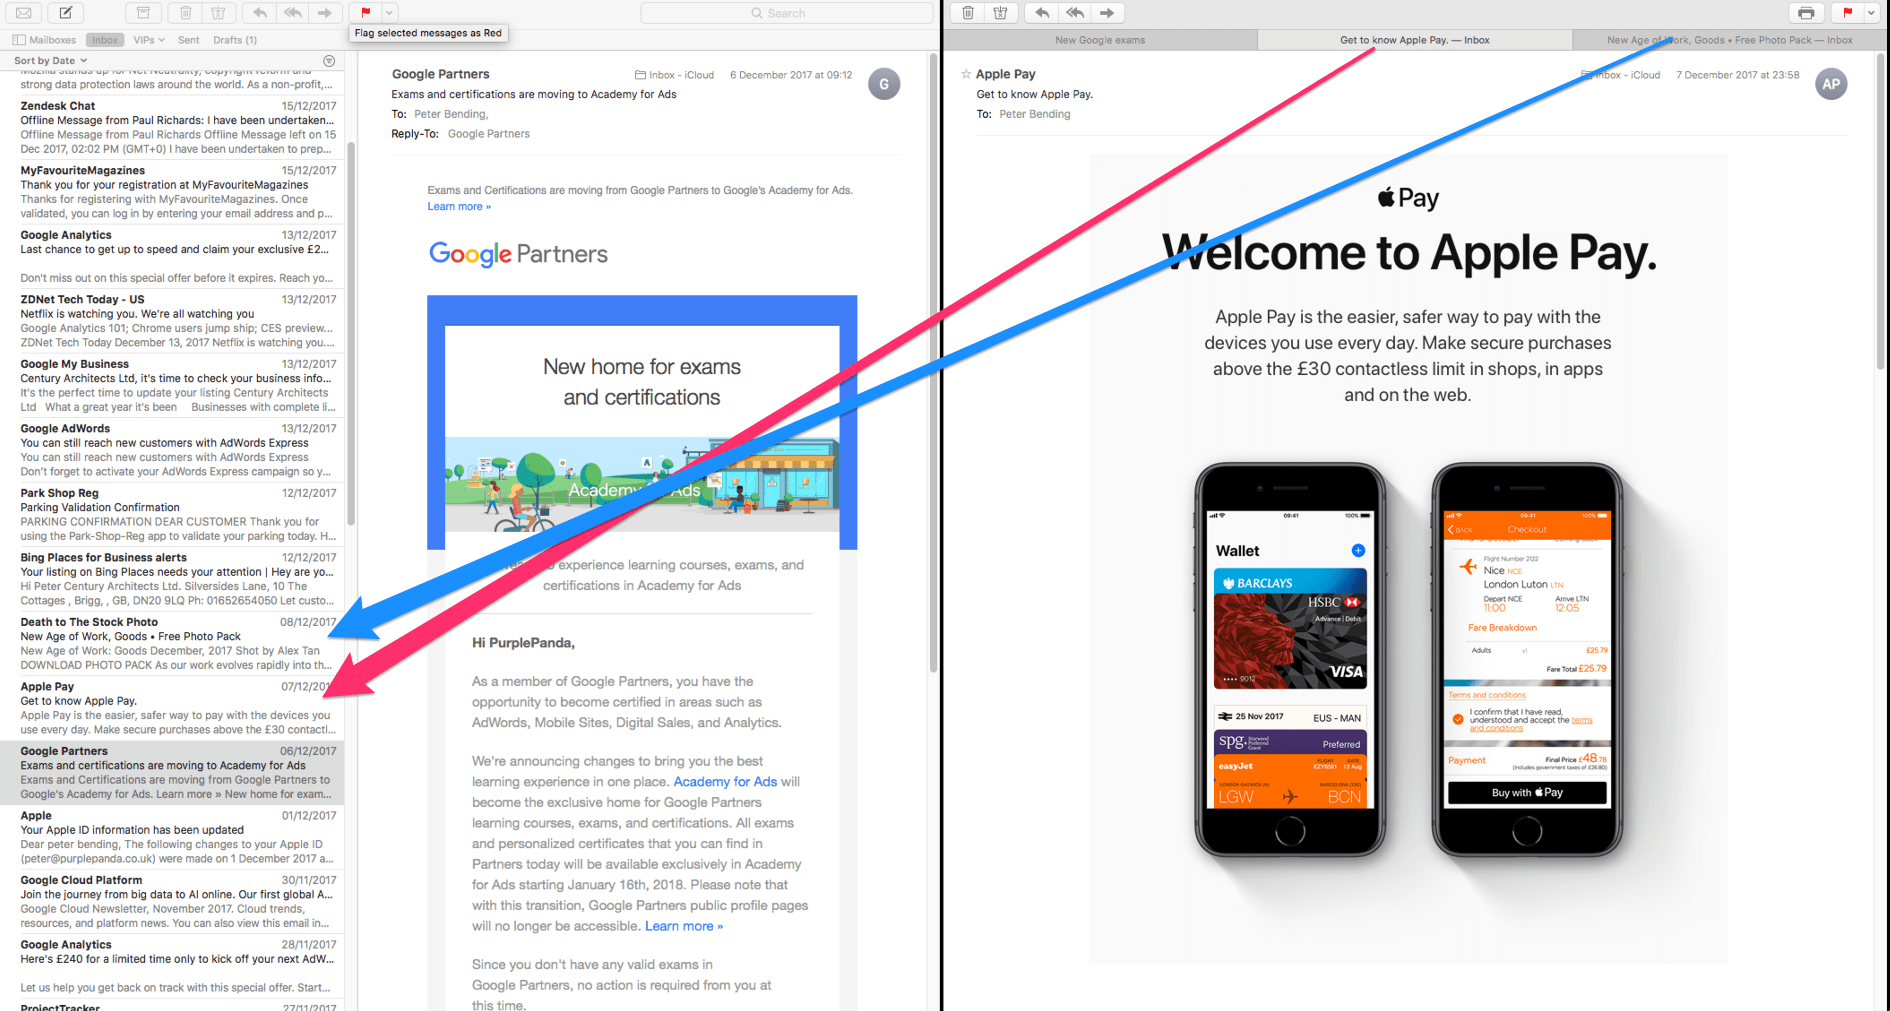 Search
Mailboxes
Inbox
VIPs
Sent
Drafts (1)
Flag selected messages as Red
Sort by Date
strong data protection laws around the world. As a non-profit,...
Zendesk Chat 15/12/2017
Offline Message from Paul Richards: I have been undertaken...
Offline Message from Paul Richards Offline Message left on 15
Dec 2017, 02:02 PM (GMT+0) I have been undertaken to prep...
MyFavouriteMagazines 15/12/2017
Thank you for your registration at MyFavouriteMagazines
Thanks for registering with MyFavouriteMagazines. Once
validated, you can log in by entering your email address and p...
Google Analytics 13/12/2017
Last chance to get up to speed and claim your exclusive £2...
Don't miss out on this special offer before it expires. Reach yo...
ZDNet Tech Today - US 13/12/2017
Netflix is watching you. We're all watching you
Google Analytics 101; Chrome users jump ship; CES preview...
ZDNet Tech Today December 13, 2017 Netflix is watching you....
Google My Business 13/12/2017
Century Architects Ltd, it's time to check your business info...
It's the perfect time to update your listing Century Architects
Ltd What a great year it's been Businesses with complete li...
Google AdWords 13/12/2017
You can still reach new customers with AdWords Express
You can still reach new customers with AdWords Express
Don't forget to activate your AdWords Express campaign so y...
Park Shop Reg 12/12/2017
Parking Validation Confirmation
PARKING CONFIRMATION DEAR CUSTOMER Thank you for
using the Park-Shop-Reg app to validate your parking today. H...
Bing Places for Business alerts 12/12/2017
Your listing on Bing Places needs your attention | Hey are yo...
Hi Peter Century Architects Ltd. Silversides Lane, 10 The
Cottages , Brigg, , GB, DN20 9LQ Ph: 01652654050 Let custo...
Death to The Stock Photo 08/12/2017
New Age of Work, Goods • Free Photo Pack
New Age of Work: Goods December, 2017 Shot by Alex Tan
DOWNLOAD PHOTO PACK As our work evolves rapidly into th...
Apple Pay 07/12/201
Get to know Apple Pay.
Apple Pay is the easier, safer way to pay with the devices you
use every day. Make secure purchases above the £30 contactl...
Google Partners 06/12/2017
Exams and certifications are moving to Academy for Ads
Exams and Certifications are moving from Google Partners to
Google's Academy for Ads. Learn more » New home for exam...
Apple 01/12/2017
Your Apple ID information has been updated
Dear peter bending, The following changes to your Apple ID
(peter@purplepanda.co.uk) were made on 1 December 2017 a...
Google Cloud Platform 30/11/2017
Join the journey from big data to AI online. Our first global A...
Google Cloud Newsletter, November 2017. Cloud trends,
resources, and platform news. You can also view this email in...
Google Analytics 28/11/2017
Here's £240 for a limited time only to kick off your next AdW...
Let us help you get back on track with this special offer. Start...
ProjectTracker 27/11/2017
Google Partners Inbox - iCloud 6 December 2017 at 09:12
G
Exams and certifications are moving to Academy for Ads
To: Peter Bending,
Reply-To: Google Partners
Exams and Certifications are moving from Google Partners to Google's Academy for Ads.
Learn more »
Google Partners
New home for exams
and certifications
A
Academy for Ads
experience learning courses, exams, and
certifications in Academy for Ads
Hi PurplePanda,
As a member of Google Partners, you have the
opportunity to become certified in areas such as
AdWords, Mobile Sites, Digital Sales, and Analytics.
We're announcing changes to bring you the best
learning experience in one place. Academy for Ads will
become the exclusive home for Google Partners
learning courses, exams, and certifications. All exams
and personalized certificates that you can find in
Partners today will be available exclusively in Academy
for Ads starting January 16th, 2018. Please note that
with this transition, Google Partners public profile pages
will no longer be accessible. Learn more »
Since you don't have any valid exams in
Google Partners, no action is required from you at
this time.
New Google exams
Get to know Apple Pay. — Inbox
New Age of Work, Goods • Free Photo Pack — Inbox
Apple Pay Inbox - iCloud 7 December 2017 at 23:58
AP
Get to know Apple Pay.
To: Peter Bending
Pay
Welcome to Apple Pay.
Apple Pay is the easier, safer way to pay with the
devices you use every day. Make secure purchases
above the £30 contactless limit in shops, in apps
and on the web.
09:41 100%
Wallet
BARCLAYS
HSBC
Advance | Debit
VISA
•••• 9012
25 Nov 2017 EUS - MAN
spg Starwood Preferred Guest Preferred
easyJet EZY8581 12 Aug
LGW BCN
09:41 100%
BACK Checkout
Flight Number 2022
Nice NCE
London Luton LTN
Depart NCE Arrive LTN
11:00 12:05
Fare Breakdown
Adults x1 £25.79
Fare Total £25.79
Terms and conditions
I confirm that I have read,
understood and accept the terms
and conditions
Payment Final Price £48.78
(Includes government taxes of €26.80)
Buy with Pay